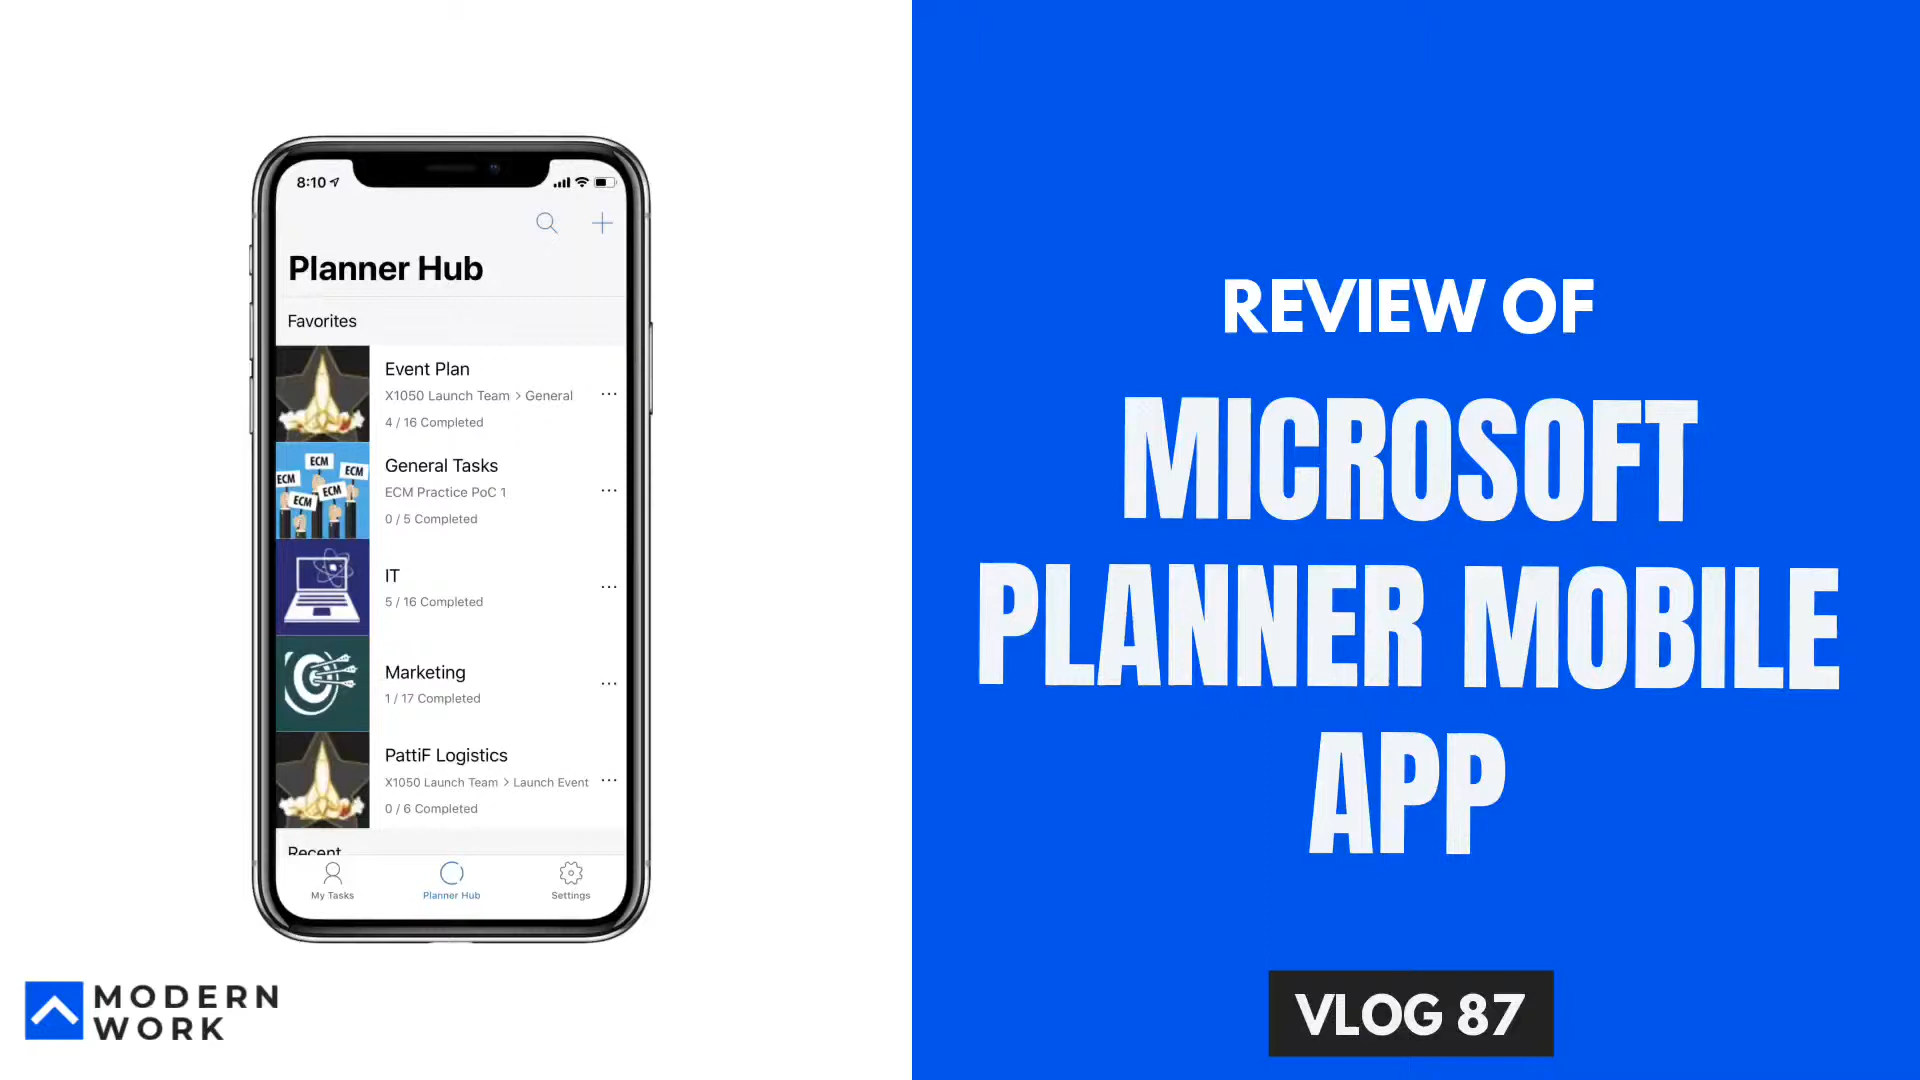 8:10
Planner Hub
Favorites
Event Plan
X1050 Launch Team > General
4 / 16 Completed
ECM
ECM
ECM
ECM
ECM
General Tasks
ECM Practice PoC 1
0 / 5 Completed
IT
5 / 16 Completed
Marketing
1 / 17 Completed
PattiF Logistics
X1050 Launch Team > Launch Event
0 / 6 Completed
Recent
My Tasks
Planner Hub
Settings
MODERN
WORK
REVIEW OF
MICROSOFT
PLANNER MOBILE
APP
VLOG 87